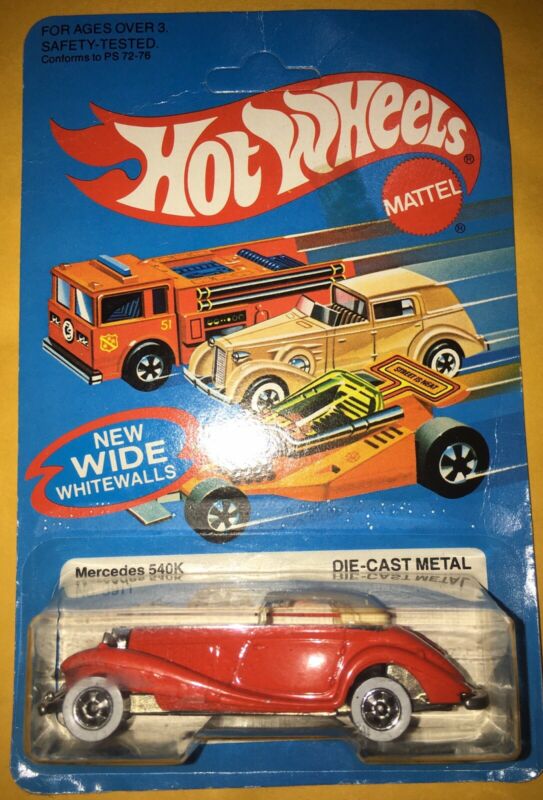 FOR AGES OVER 3.
SAFETY-TESTED.
Conforms to PS 72-76
Hot Wheels®
MATTEL
®
51
STREET IS NEAT
NEW
WIDE
WHITEWALLS
Mercedes 540K
DIE-CAST METAL